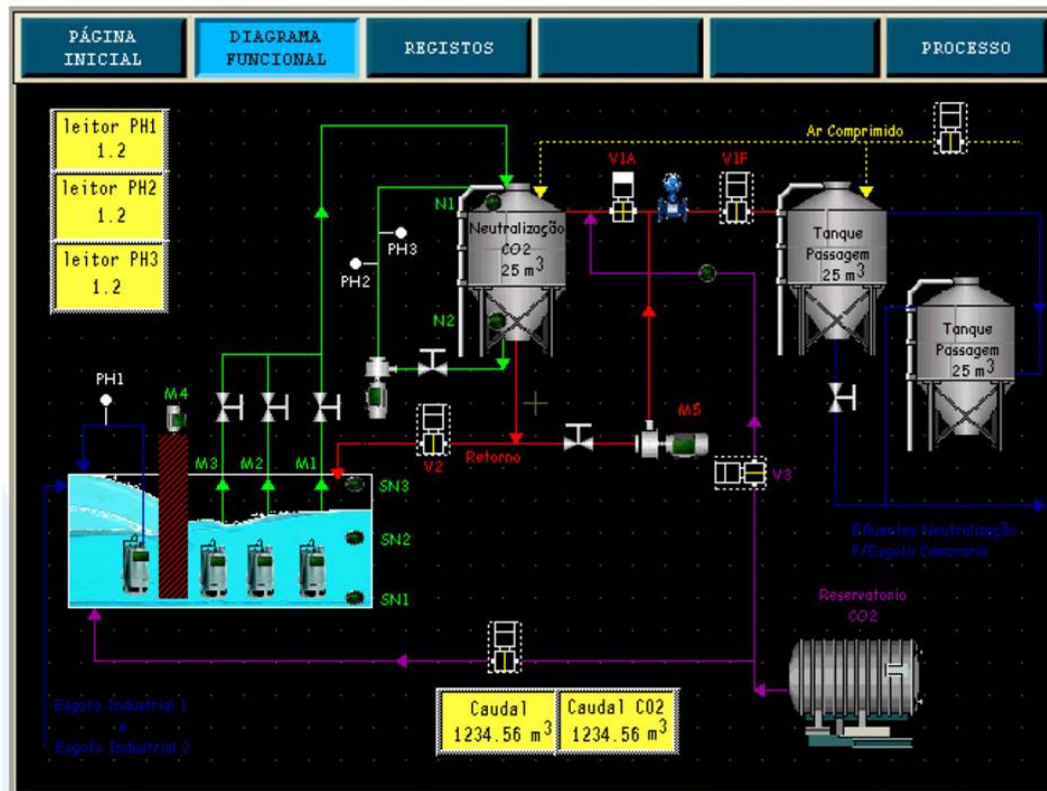 PÁGINA
INICIAL
DIAGRAMA
FUNCIONAL
REGISTOS
PROCESSO
leitor PH1
1.2
leitor PH2
1.2
leitor PH3
1.2
Ar Comprimido
V1A
V1F
N1
Neutralização
CO2
25 m3
Tanque
Passagem
25 m3
PH3
PH2
N2
Tanque
Passagem
25 m3
PH1
M4
M5
M3
M2
M1
V2
Retorno
SN3
V3
SN2
Efluentes Neutralização
P/Esgoto Camarario
SN1
Reservatorio
CO2
Esgoto Industrial 1
e
Esgoto Industrial 2
Caudal
1234.56 m3
Caudal CO2
1234.56 m3